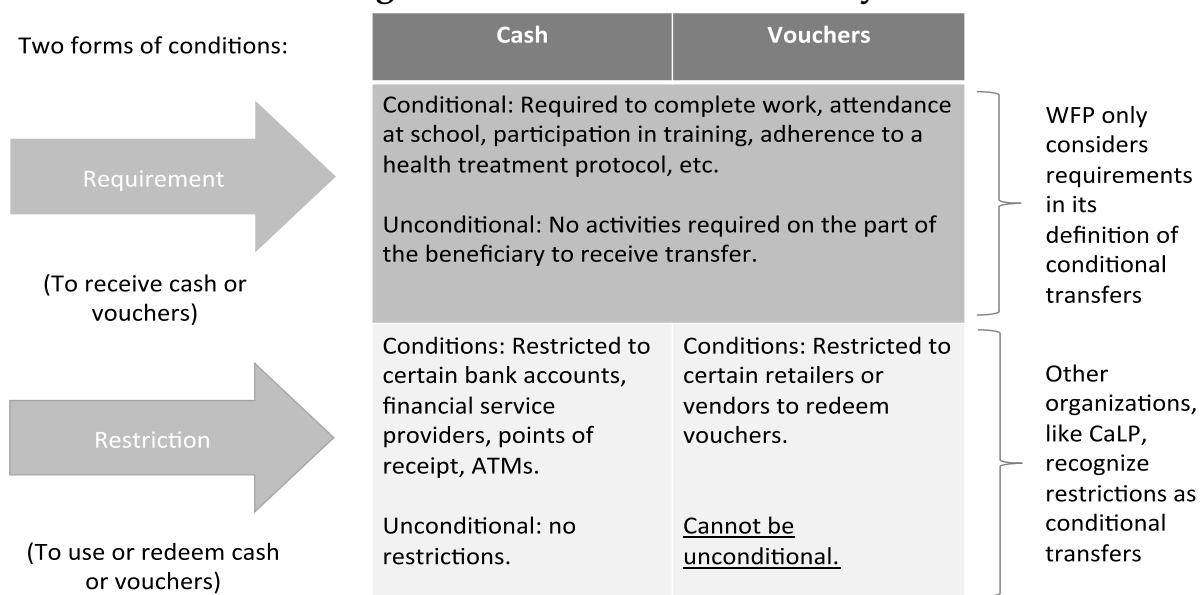 Two forms of conditions:
Cash
Vouchers
Requirement
(To receive cash or
vouchers)
Conditional: Required to complete work, attendance
at school, participation in training, adherence to a
health treatment protocol, etc.
Unconditional: No activities required on the part of
the beneficiary to receive transfer.
WFP only
considers
requirements
in its
definition of
conditional
transfers
Restriction
(To use or redeem cash
or vouchers)
Conditions: Restricted to
certain bank accounts,
financial service
providers, points of
receipt, ATMs.
Unconditional: no
restrictions.
Conditions: Restricted to
certain retailers or
vendors to redeem
vouchers.
Cannot be
unconditional.
Other
organizations,
like CaLP,
recognize
restrictions as
conditional
transfers